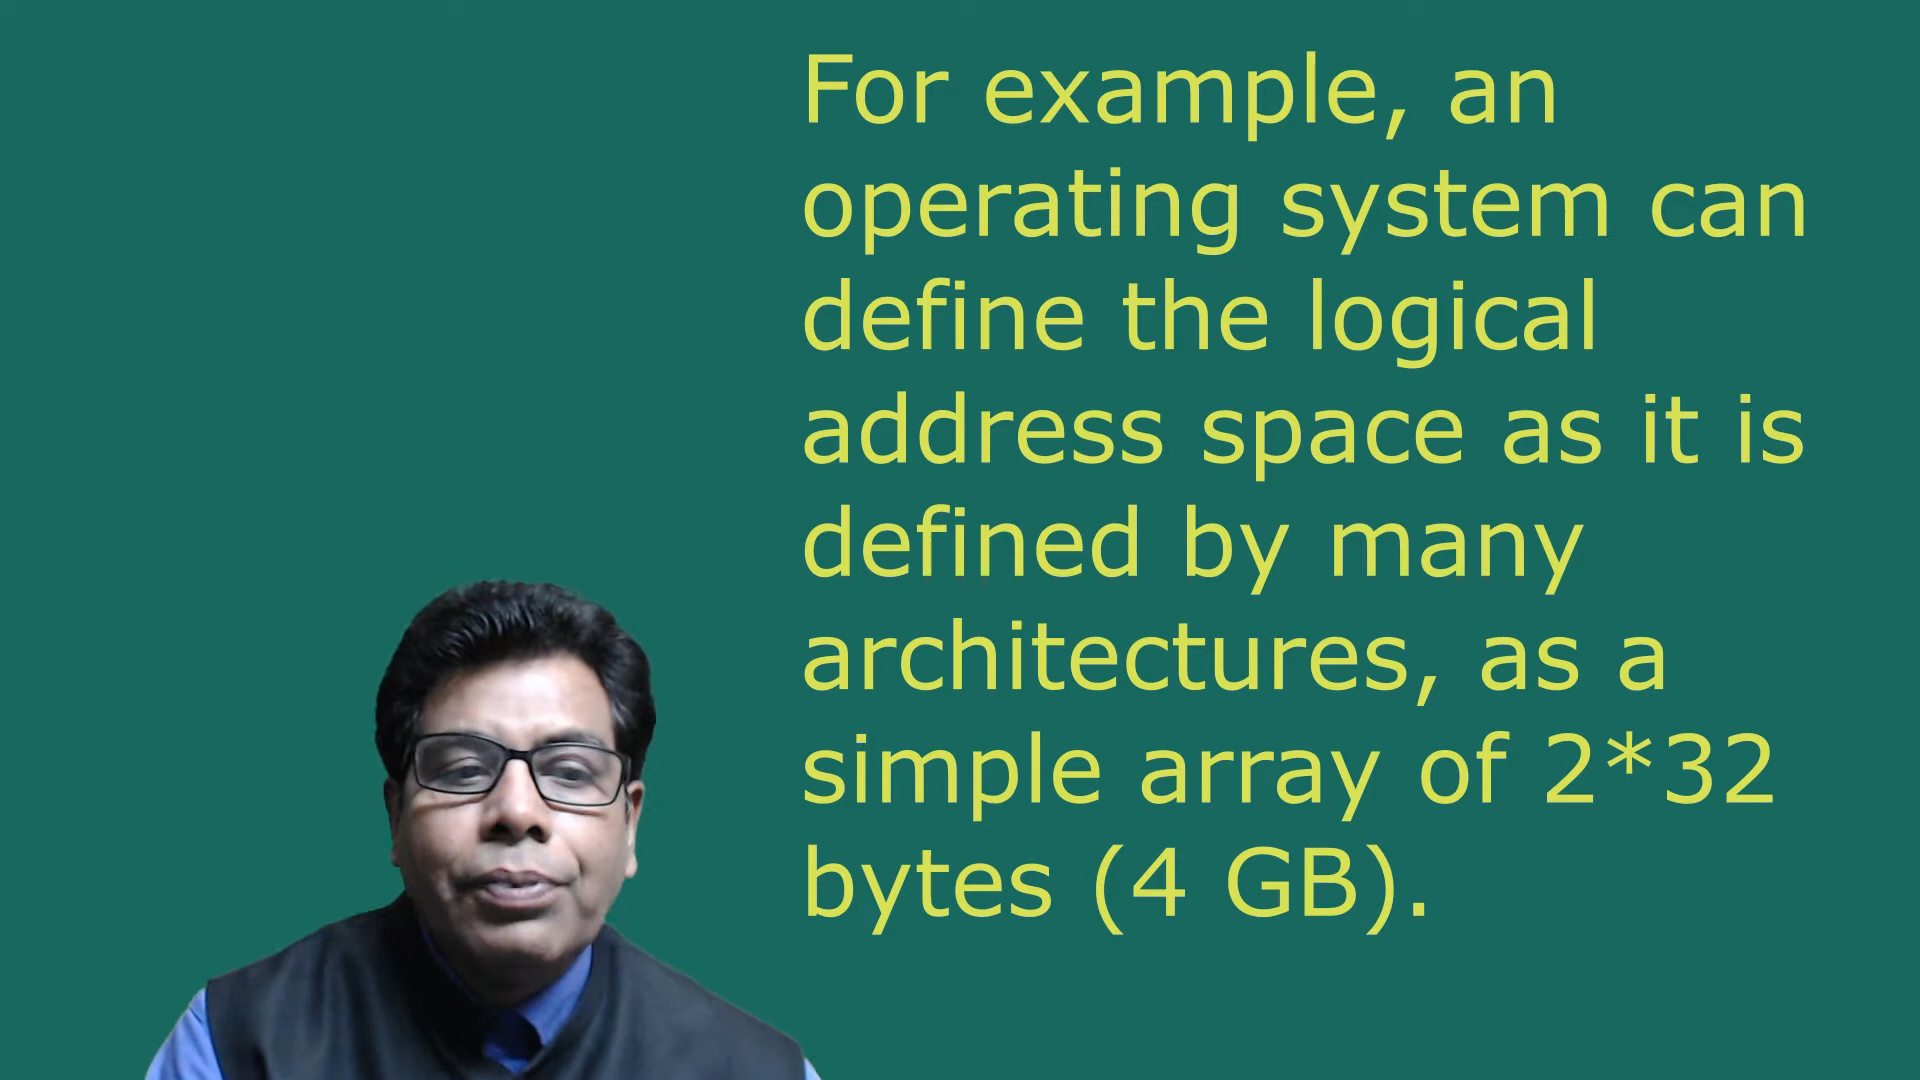 For example, an
operating system can
define the logical
address space as it is
defined by many
architectures, as a
simple array of 2*32
bytes (4 GB).